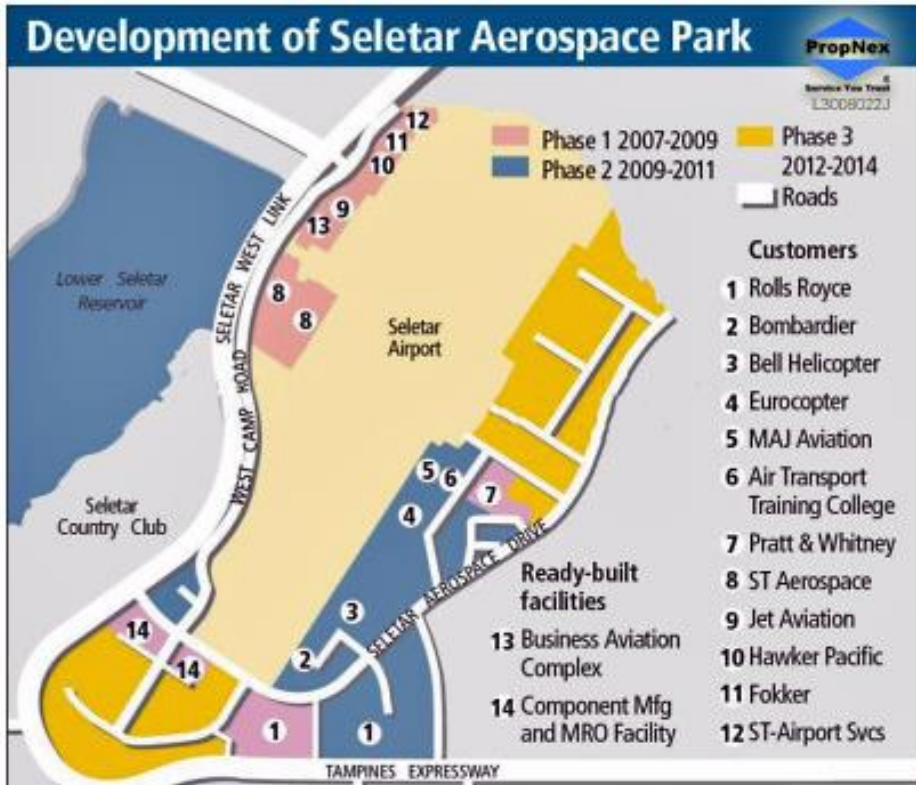 Development of Seletar Aerospace Park
PropNex
Service You Trust
L3008022J
Phase 1 2007-2009
Phase 2 2009-2011
Phase 3
2012-2014
Roads
Customers
1 Rolls Royce
2 Bombardier
3 Bell Helicopter
4 Eurocopter
5 MAJ Aviation
6 Air Transport
Training College
7 Pratt & Whitney
8 ST Aerospace
9 Jet Aviation
10 Hawker Pacific
11 Fokker
12 ST-Airport Svcs
Ready-built
facilities
13 Business Aviation
Complex
14 Component Mfg
and MRO Facility
Lower Seletar
Reservoir
SELETAR WEST LINK
WEST CAMP ROAD
Seletar
Airport
Seletar
Country Club
SELETAR AEROSPACE DRIVE
TAMPINES EXPRESSWAY
12
11
10
9
13
8
8
5
6
7
4
3
2
14
14
1
1